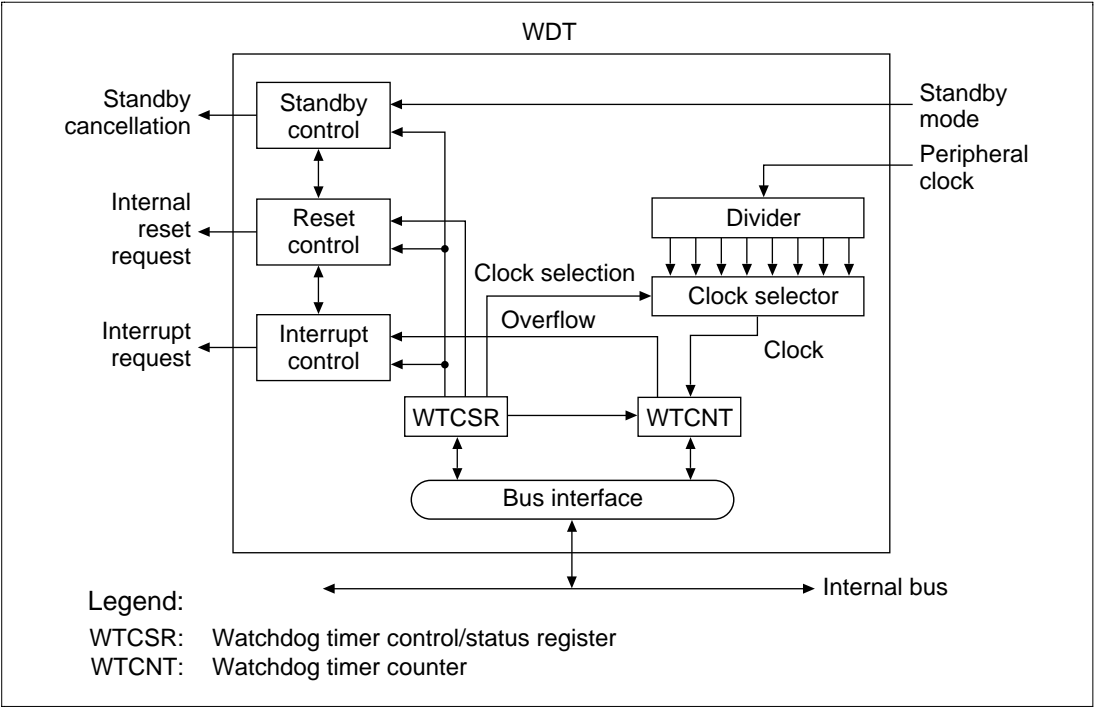 WDT
Standby
cancellation
Standby
control
Standby
mode
Peripheral
clock
Internal
reset
request
Reset
control
Divider
Clock selection
Clock selector
Interrupt
request
Interrupt
control
Overflow
Clock
WTCSR
WTCNT
Bus interface
Internal bus
Legend:
WTCSR: Watchdog timer control/status register
WTCNT: Watchdog timer counter